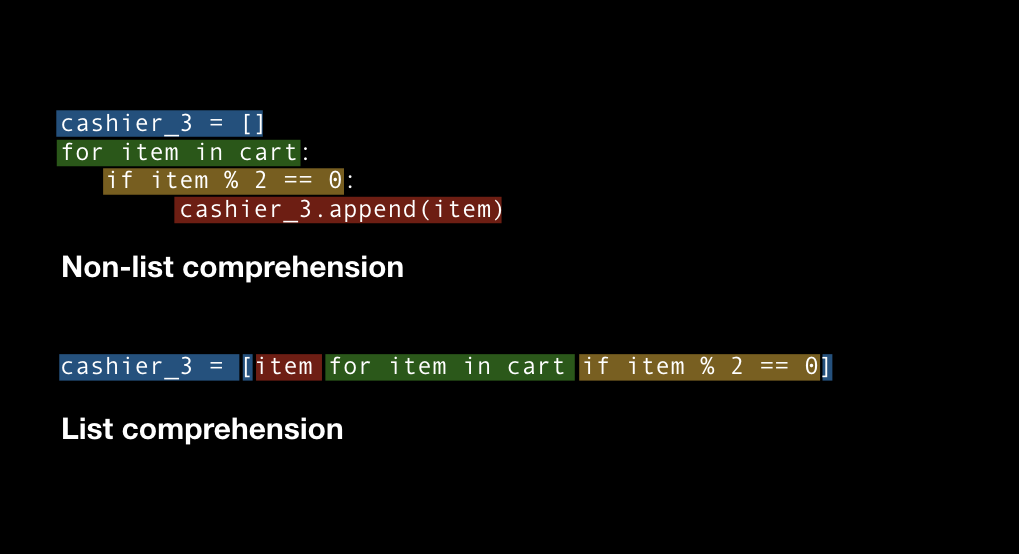 cashier_3 = []
for item in cart:
if item % 2 == 0:
cashier_3.append(item)
Non-list comprehension
cashier_3 = [item for item in cart if item % 2 == 0]
List comprehension